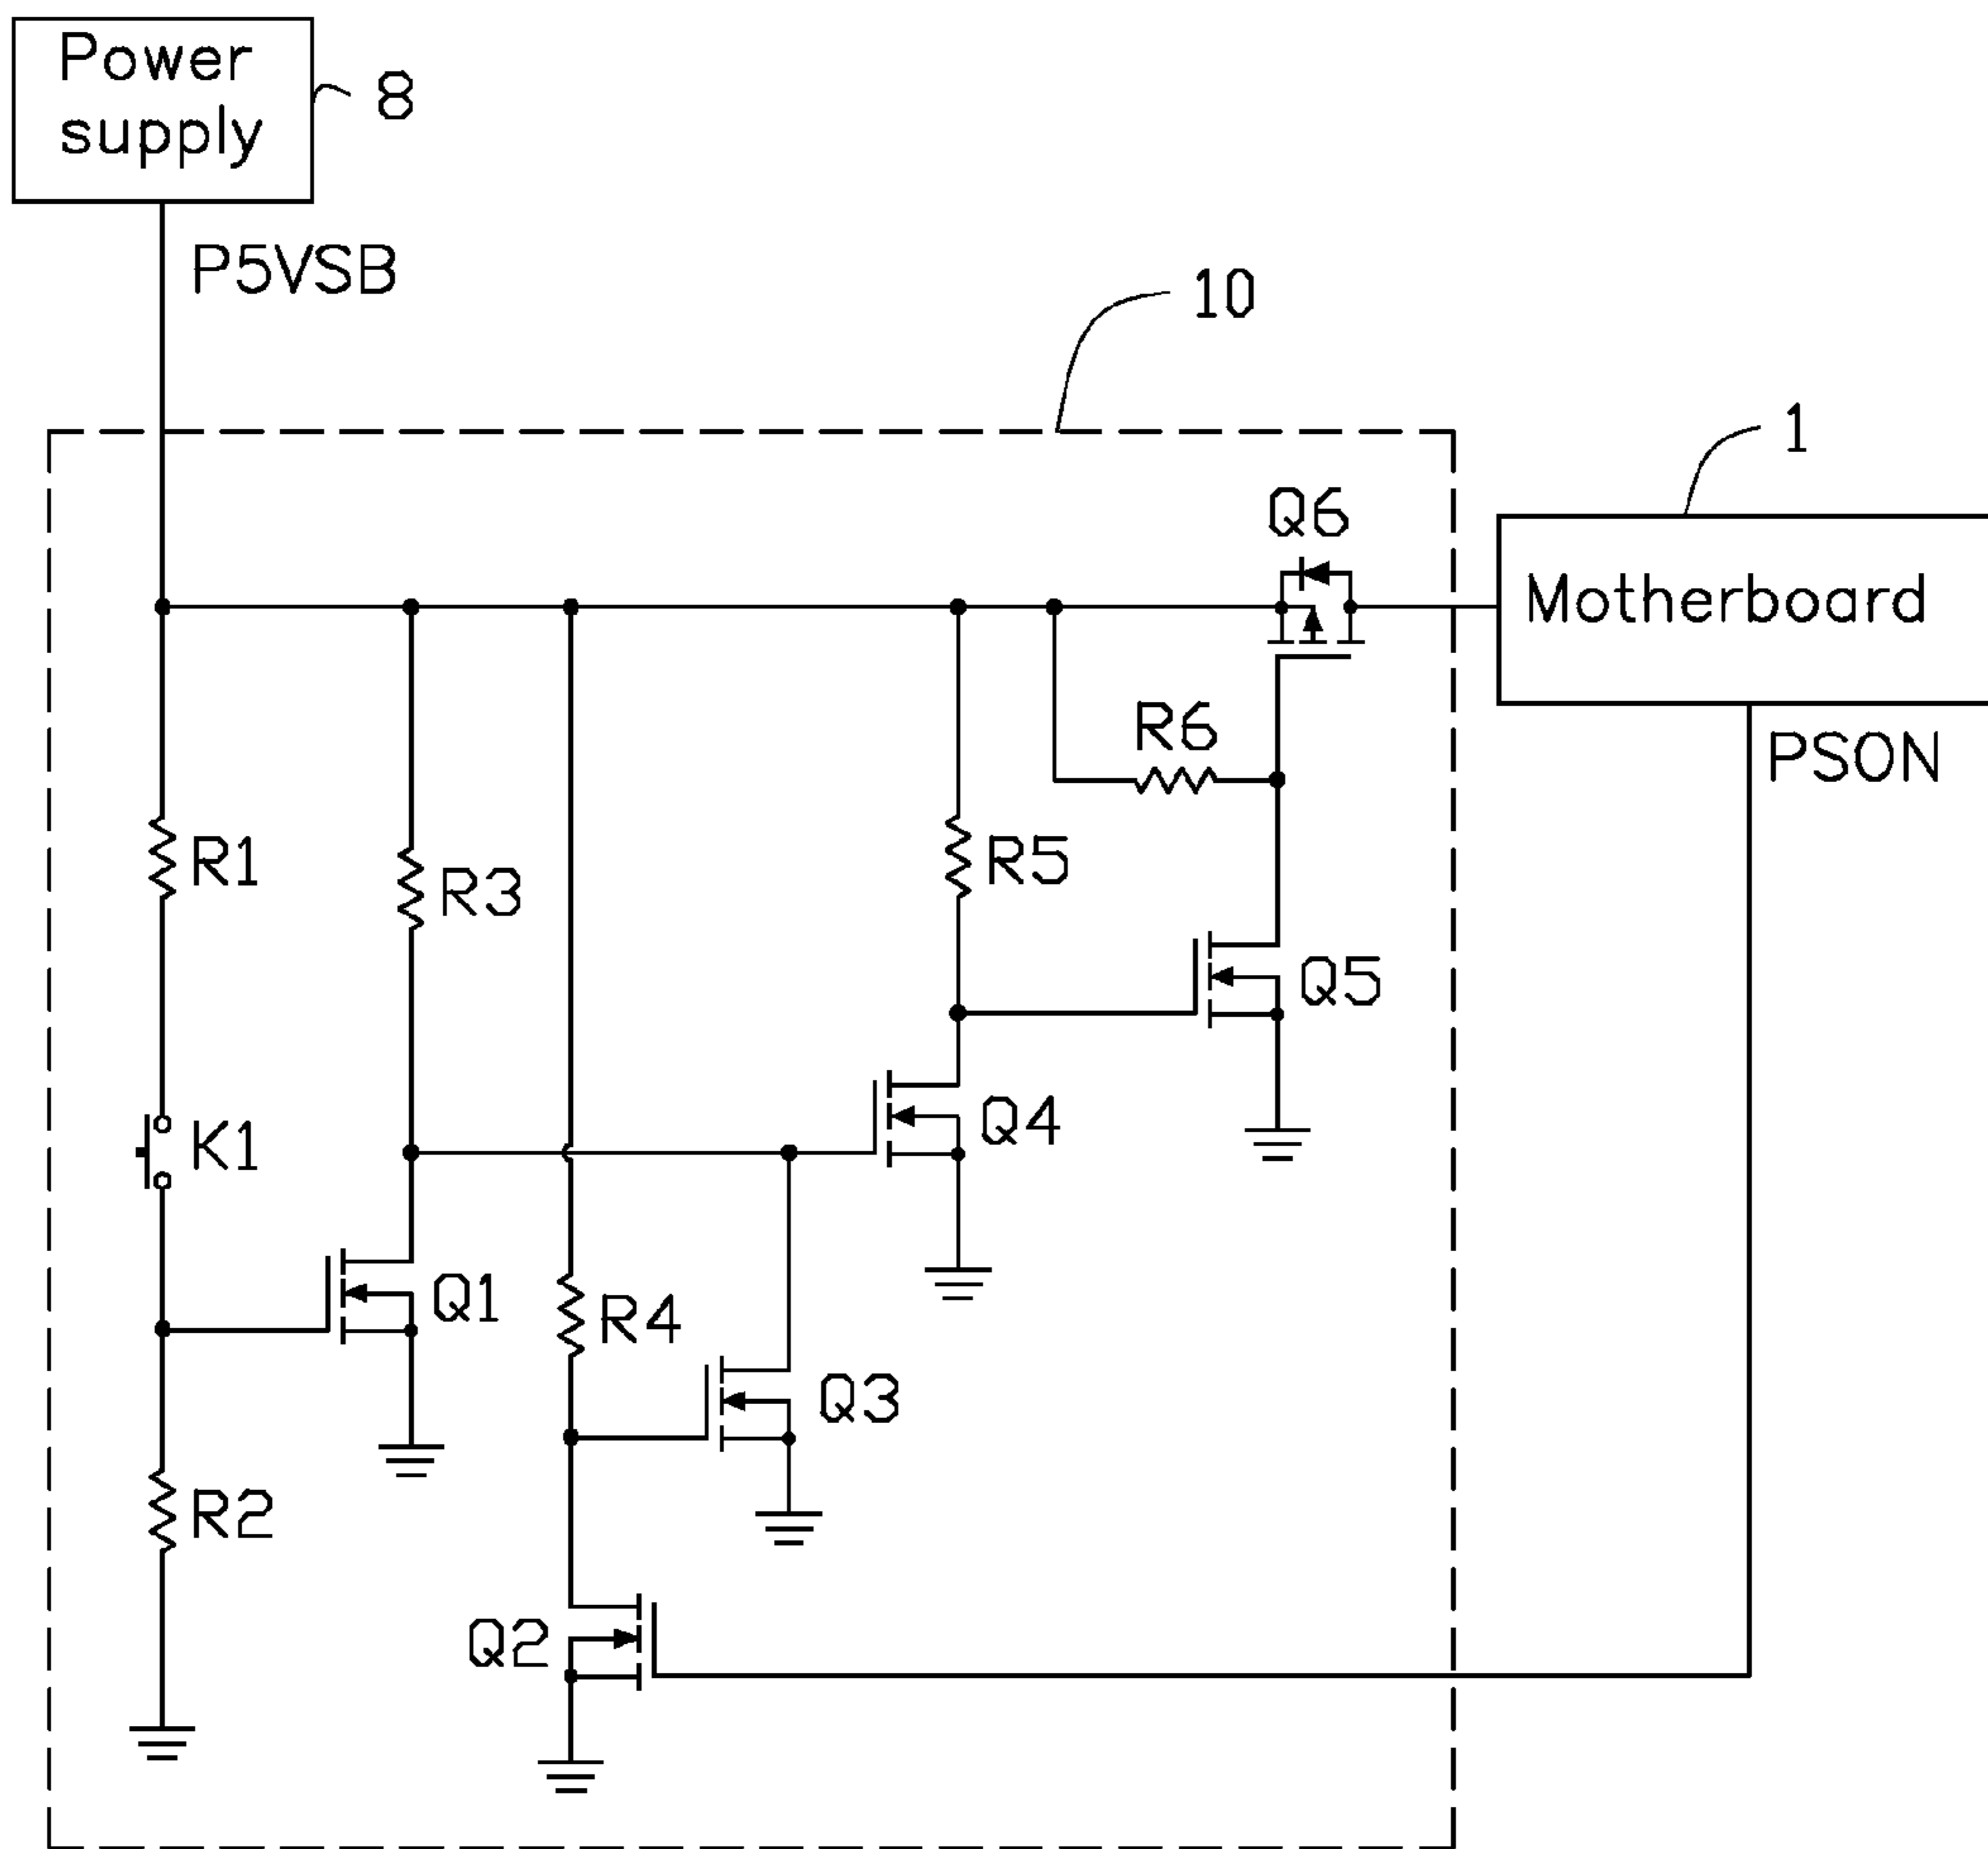 Power
supply
8
P5VSB
10
1
Q6
Motherboard
R6
PSON
R1
R3
R5
Q5
K1
Q4
Q1
R4
Q3
R2
Q2